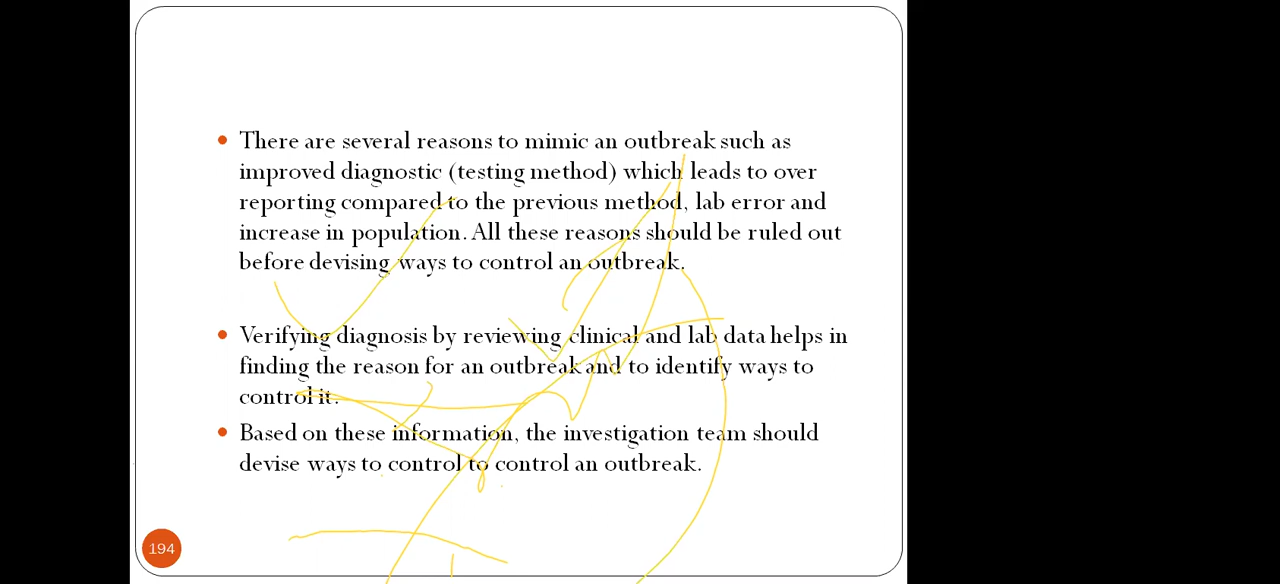 There are several reasons to mimic an outbreak such as
improved diagnostic (testing method) which leads to over
reporting compared to the previous method, lab error and
increase in population. All these reasons should be ruled out
before devising ways to control an outbreak.
Verifying diagnosis by reviewing clinical and lab data helps in
finding the reason for an outbreak and to identify ways to
control it.
Based on these information, the investigation team should
devise ways to control to control an outbreak.
194